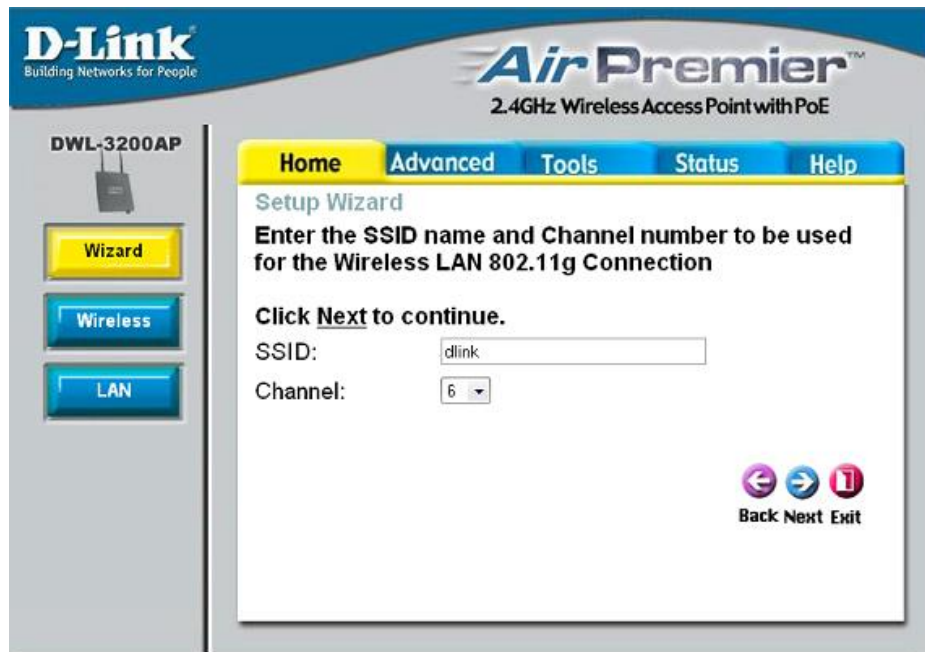 D-Link
Building Networks for People
Air Premier™
2.4GHz Wireless Access Point with PoE
DWL-3200AP
Home Advanced Tools Status Help
Wizard
Wireless
LAN
Setup Wizard
Enter the SSID name and Channel number to be used
for the Wireless LAN 802.11g Connection
Click Next to continue.
SSID: dlink
Channel: 6
Back Next Exit